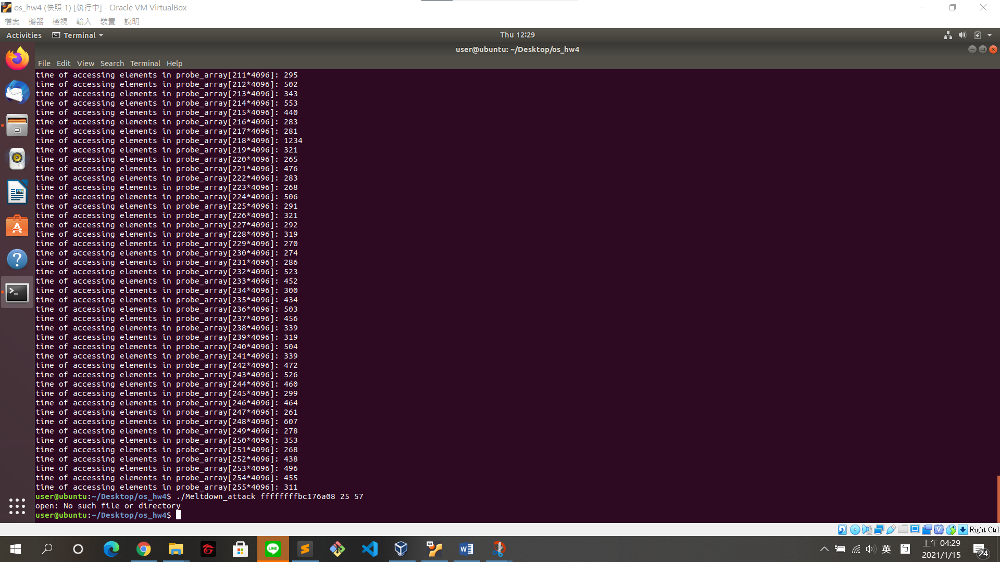 os_hw4 (快照 1) [執行中] - Oracle VM VirtualBox
檔案 機器 檢視 輸入 裝置 說明
Activities Terminal Thu 12:29
user@ubuntu: ~/Desktop/os_hw4
File Edit View Search Terminal Help
time of accessing elements in probe_array[211*4096]: 295
time of accessing elements in probe_array[212*4096]: 502
time of accessing elements in probe_array[213*4096]: 343
time of accessing elements in probe_array[214*4096]: 553
time of accessing elements in probe_array[215*4096]: 440
time of accessing elements in probe_array[216*4096]: 283
time of accessing elements in probe_array[217*4096]: 281
time of accessing elements in probe_array[218*4096]: 1234
time of accessing elements in probe_array[219*4096]: 321
time of accessing elements in probe_array[220*4096]: 265
time of accessing elements in probe_array[221*4096]: 476
time of accessing elements in probe_array[222*4096]: 283
time of accessing elements in probe_array[223*4096]: 268
time of accessing elements in probe_array[224*4096]: 506
time of accessing elements in probe_array[225*4096]: 291
time of accessing elements in probe_array[226*4096]: 321
time of accessing elements in probe_array[227*4096]: 292
time of accessing elements in probe_array[228*4096]: 319
time of accessing elements in probe_array[229*4096]: 270
time of accessing elements in probe_array[230*4096]: 274
time of accessing elements in probe_array[231*4096]: 286
time of accessing elements in probe_array[232*4096]: 523
time of accessing elements in probe_array[233*4096]: 452
time of accessing elements in probe_array[234*4096]: 300
time of accessing elements in probe_array[235*4096]: 434
time of accessing elements in probe_array[236*4096]: 503
time of accessing elements in probe_array[237*4096]: 456
time of accessing elements in probe_array[238*4096]: 339
time of accessing elements in probe_array[239*4096]: 319
time of accessing elements in probe_array[240*4096]: 504
time of accessing elements in probe_array[241*4096]: 339
time of accessing elements in probe_array[242*4096]: 472
time of accessing elements in probe_array[243*4096]: 526
time of accessing elements in probe_array[244*4096]: 460
time of accessing elements in probe_array[245*4096]: 299
time of accessing elements in probe_array[246*4096]: 464
time of accessing elements in probe_array[247*4096]: 261
time of accessing elements in probe_array[248*4096]: 607
time of accessing elements in probe_array[249*4096]: 278
time of accessing elements in probe_array[250*4096]: 353
time of accessing elements in probe_array[251*4096]: 268
time of accessing elements in probe_array[252*4096]: 438
time of accessing elements in probe_array[253*4096]: 496
time of accessing elements in probe_array[254*4096]: 455
time of accessing elements in probe_array[255*4096]: 311
user@ubuntu:~/Desktop/os_hw4$ ./Meltdown_attack ffffffffbc176a08 25 57
open: No such file or directory
user@ubuntu:~/Desktop/os_hw4$
Right Ctrl
英
上午 04:29
2021/1/15
24